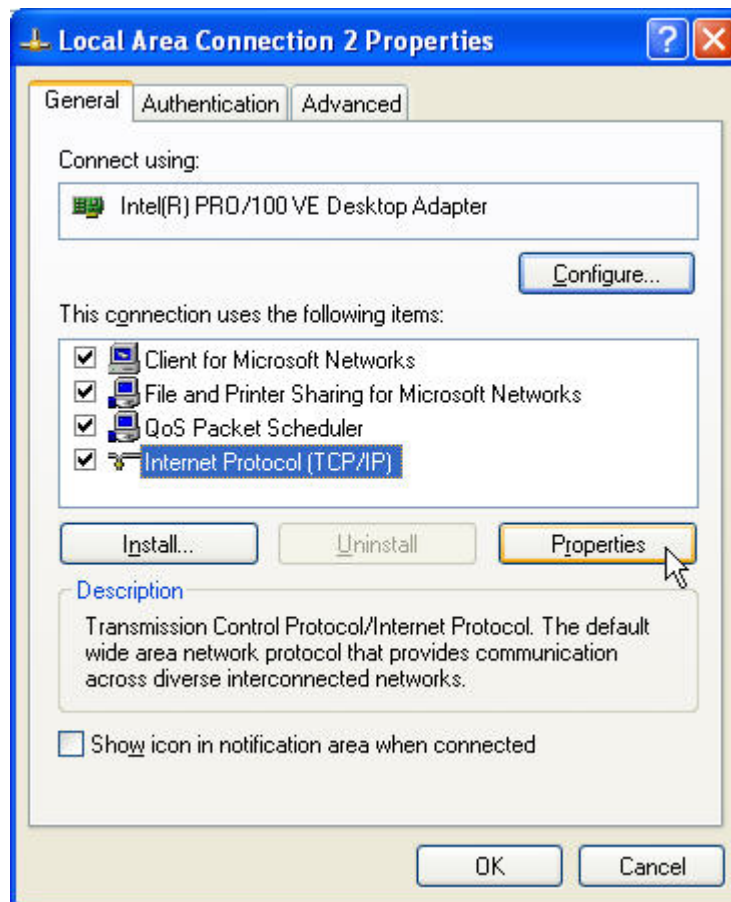 Local Area Connection 2 Properties
General
Authentication
Advanced
Connect using:
Intel(R) PRO/100 VE Desktop Adapter
Configure...
This connection uses the following items:
Client for Microsoft Networks
File and Printer Sharing for Microsoft Networks
QoS Packet Scheduler
Internet Protocol (TCP/IP)
Install...
Uninstall
Properties
Description
Transmission Control Protocol/Internet Protocol. The default
wide area network protocol that provides communication
across diverse interconnected networks.
Show icon in notification area when connected
OK
Cancel